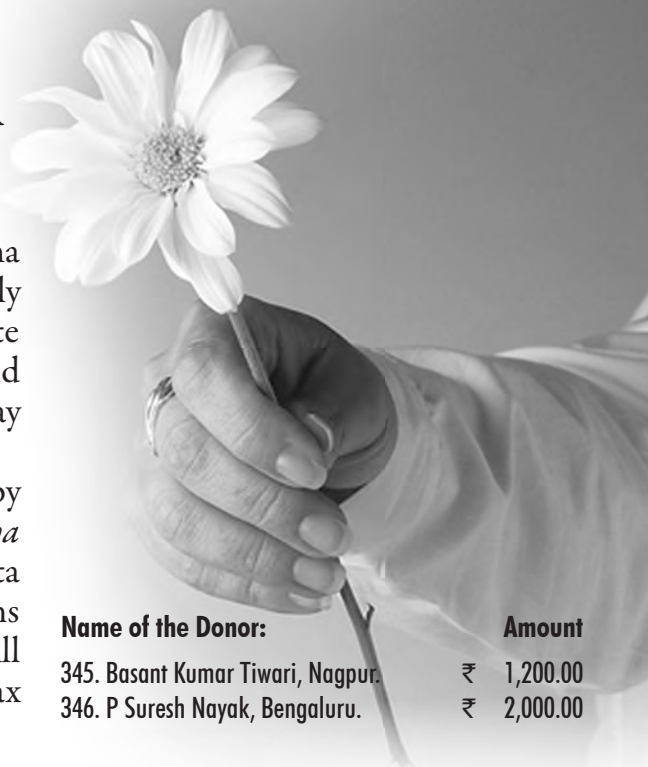 Name of the Donor: Amount
345. Basant Kumar Tiwari, Nagpur. ₹ 1,200.00
346. P Suresh Nayak, Bengaluru. ₹ 2,000.00